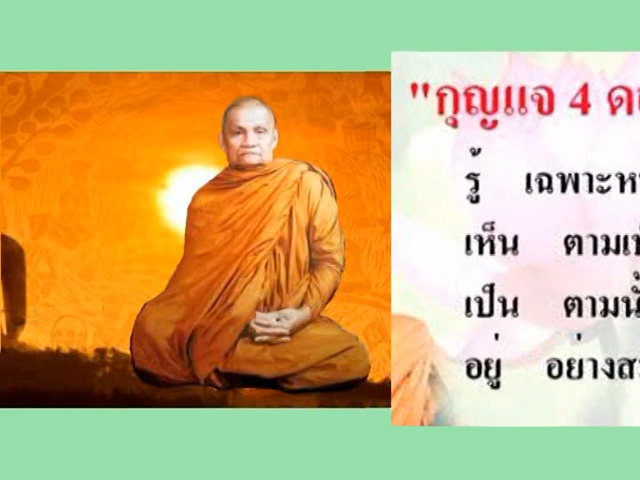 "กุญแจ 4
รู้ เฉพาะ
เห็น ตาม
เป็น ตาม
อยู่ อย่าง